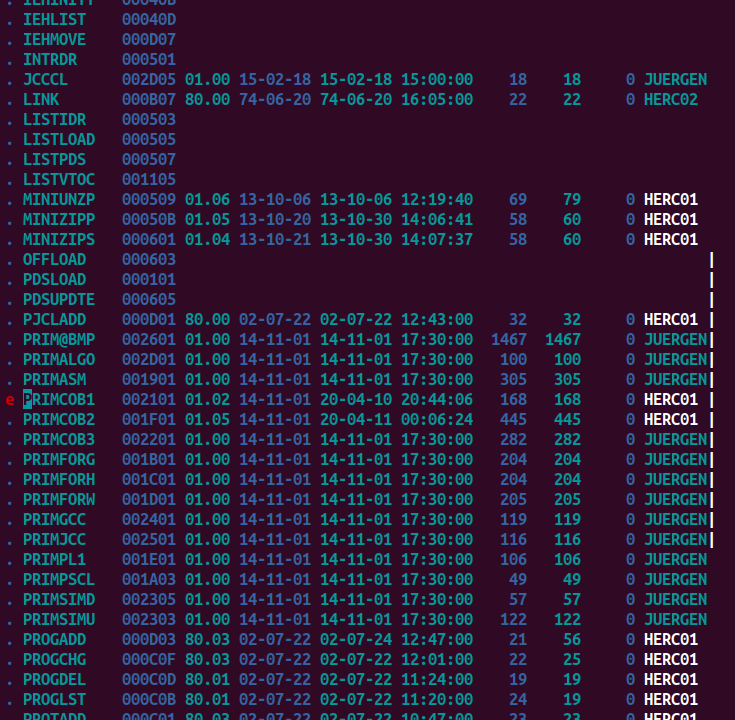 . IEHINITT 00040B
. IEHLIST 00040D
. IEHMOVE 000D07
. INTRDR 000501
. JCCCL 002D05 01.00 15-02-18 15-02-18 15:00:00 18 18 0 JUERGEN
. LINK 000B07 80.00 74-06-20 74-06-20 16:05:00 22 22 0 HERC02
. LISTIDR 000503
. LISTLOAD 000505
. LISTPDS 000507
. LISTVTOC 001105
. MINIUNZP 000509 01.06 13-10-06 13-10-06 12:19:40 69 79 0 HERC01
. MINIZIPP 00050B 01.05 13-10-20 13-10-30 14:06:41 58 60 0 HERC01
. MINIZIPS 000601 01.04 13-10-21 13-10-30 14:07:37 58 60 0 HERC01
. OFFLOAD 000603 |
. PDSLOAD 000101 |
. PDSUPDTE 000605 |
. PJCLADD 000D01 80.00 02-07-22 02-07-22 12:43:00 32 32 0 HERC01 |
. PRIM@BMP 002601 01.00 14-11-01 14-11-01 17:30:00 1467 1467 0 JUERGEN|
. PRIMALGO 002D01 01.00 14-11-01 14-11-01 17:30:00 100 100 0 JUERGEN|
. PRIMASM 001901 01.00 14-11-01 14-11-01 17:30:00 305 305 0 JUERGEN|
e PRIMCOB1 002101 01.02 14-11-01 20-04-10 20:44:06 168 168 0 HERC01 |
. PRIMCOB2 001F01 01.05 14-11-01 20-04-11 00:06:24 445 445 0 HERC01 |
. PRIMCOB3 002201 01.00 14-11-01 14-11-01 17:30:00 282 282 0 JUERGEN|
. PRIMFORG 001B01 01.00 14-11-01 14-11-01 17:30:00 204 204 0 JUERGEN|
. PRIMFORH 001C01 01.00 14-11-01 14-11-01 17:30:00 204 204 0 JUERGEN|
. PRIMFORW 001D01 01.00 14-11-01 14-11-01 17:30:00 205 205 0 JUERGEN|
. PRIMGCC 002401 01.00 14-11-01 14-11-01 17:30:00 119 119 0 JUERGEN|
. PRIMJCC 002501 01.00 14-11-01 14-11-01 17:30:00 116 116 0 JUERGEN|
. PRIMPL1 001E01 01.00 14-11-01 14-11-01 17:30:00 106 106 0 JUERGEN
. PRIMPSCL 001A03 01.00 14-11-01 14-11-01 17:30:00 49 49 0 JUERGEN
. PRIMSIMD 002305 01.00 14-11-01 14-11-01 17:30:00 57 57 0 JUERGEN
. PRIMSIMU 002303 01.00 14-11-01 14-11-01 17:30:00 122 122 0 JUERGEN
. PROGADD 000D03 80.03 02-07-22 02-07-24 12:47:00 21 56 0 HERC01
. PROGCHG 000C0F 80.03 02-07-22 02-07-22 12:01:00 22 25 0 HERC01
. PROGDEL 000C0D 80.01 02-07-22 02-07-22 11:24:00 19 19 0 HERC01
. PROGLST 000C0B 80.01 02-07-22 02-07-22 11:20:00 24 19 0 HERC01
. PROTADD 000C01 80.03 02-07-22 02-07-22 10:47:00 23 23 0 HERC01